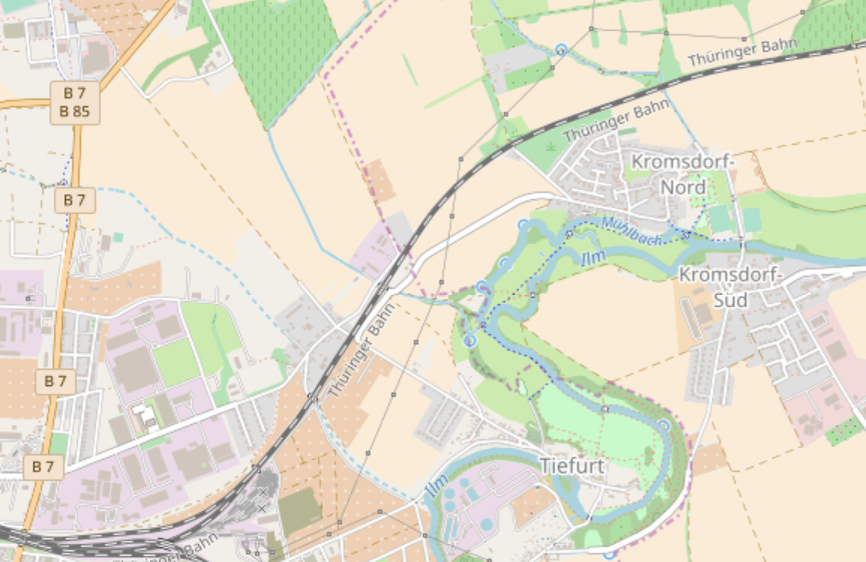 Thüringer Bahn
B 7
B 85
Thüringer Bahn
Kromsdorf-
Nord
B 7
Mühlbach
Ilm
Kromsdorf-
Süd
Thüringer Bahn
B 7
Tiefurt
B 7
Ilm
Bahn